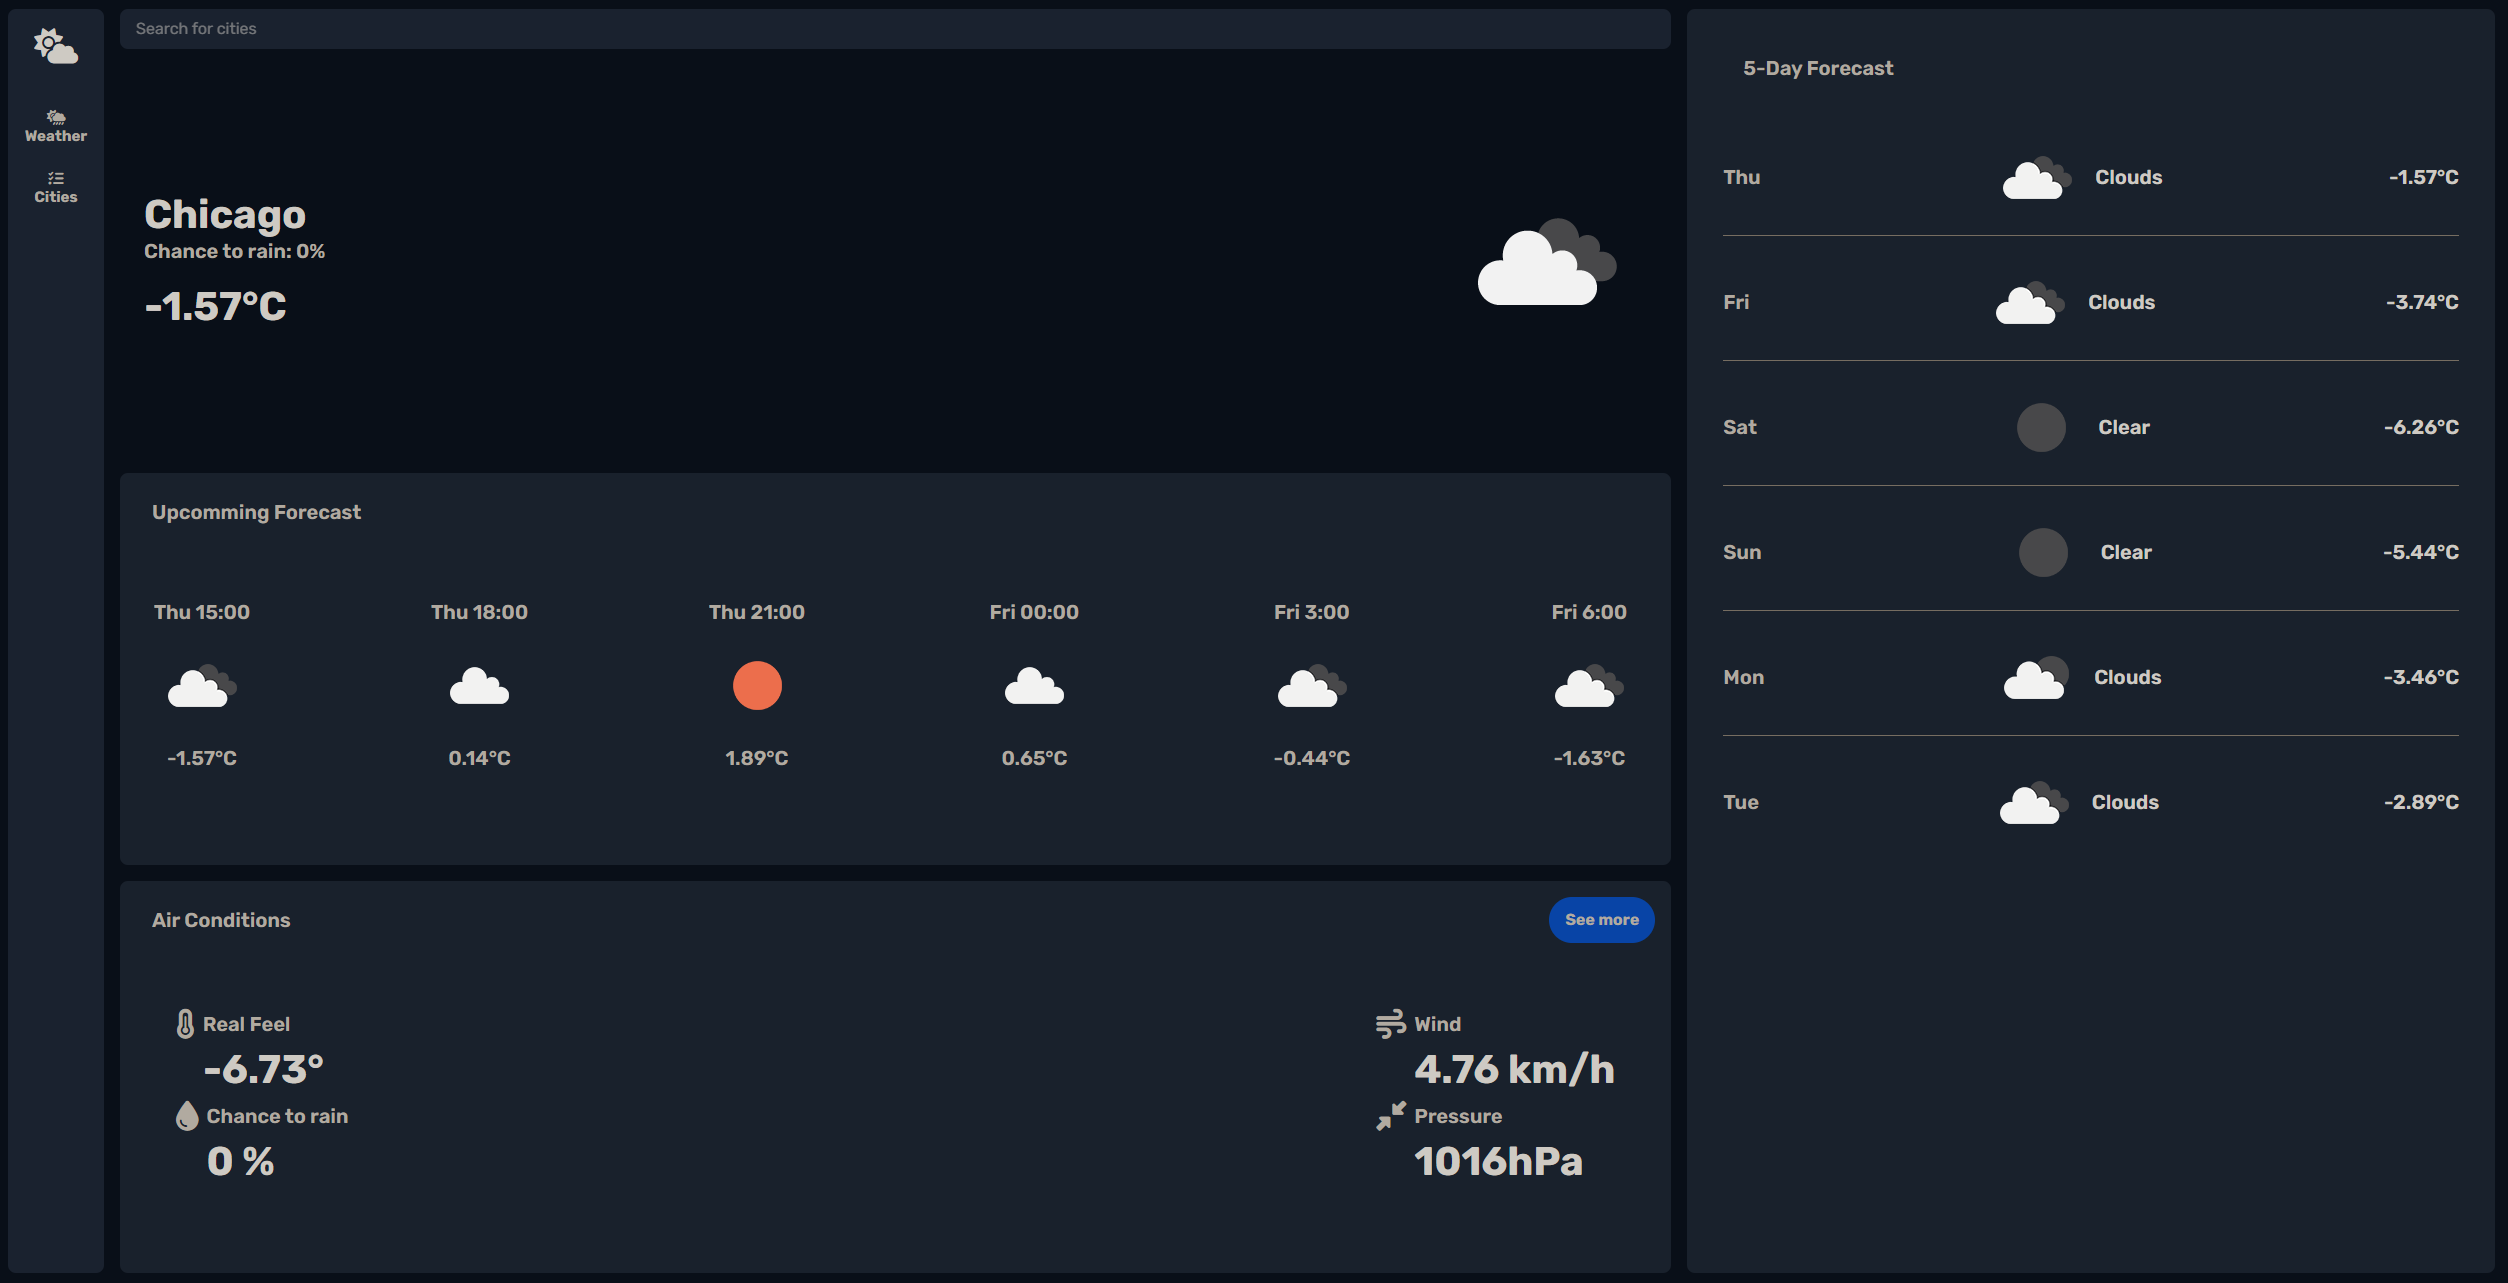 Weather
Cities
Search for cities
Chicago
Chance to rain: 0%
-1.57°C
Upcomming Forecast
Thu 15:00 Thu 18:00 Thu 21:00 Fri 00:00 Fri 3:00 Fri 6:00
-1.57°C 0.14°C 1.89°C 0.65°C -0.44°C -1.63°C
Air Conditions
See more
Real Feel
-6.73°
Chance to rain
0 %
Wind
4.76 km/h
Pressure
1016hPa
5-Day Forecast
Thu Clouds -1.57°C
Fri Clouds -3.74°C
Sat Clear -6.26°C
Sun Clear -5.44°C
Mon Clouds -3.46°C
Tue Clouds -2.89°C